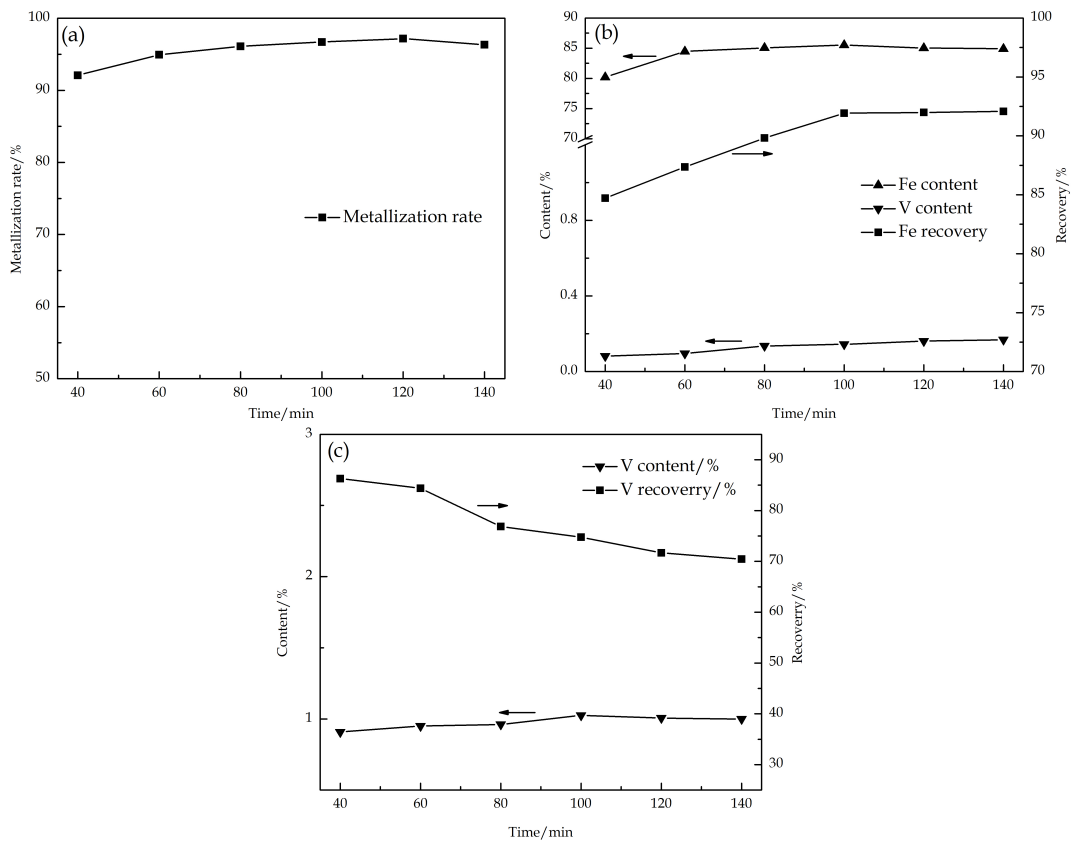 (a)
100
90
80
70
60
50
Metallization rate/%
Metallization rate
40 60 80 100 120 140
Time/min
(b)
90
85
80
75
70
0.8
0.4
0.0
Content/%
100
95
90
85
80
75
70
Recovery/%
Fe content
V content
Fe recovery
40 60 80 100 120 140
Time/min
(c)
3
2
1
Content/%
90
80
70
60
50
40
30
Recoverry/%
V content/%
V recoverry/%
40 60 80 100 120 140
Time/min